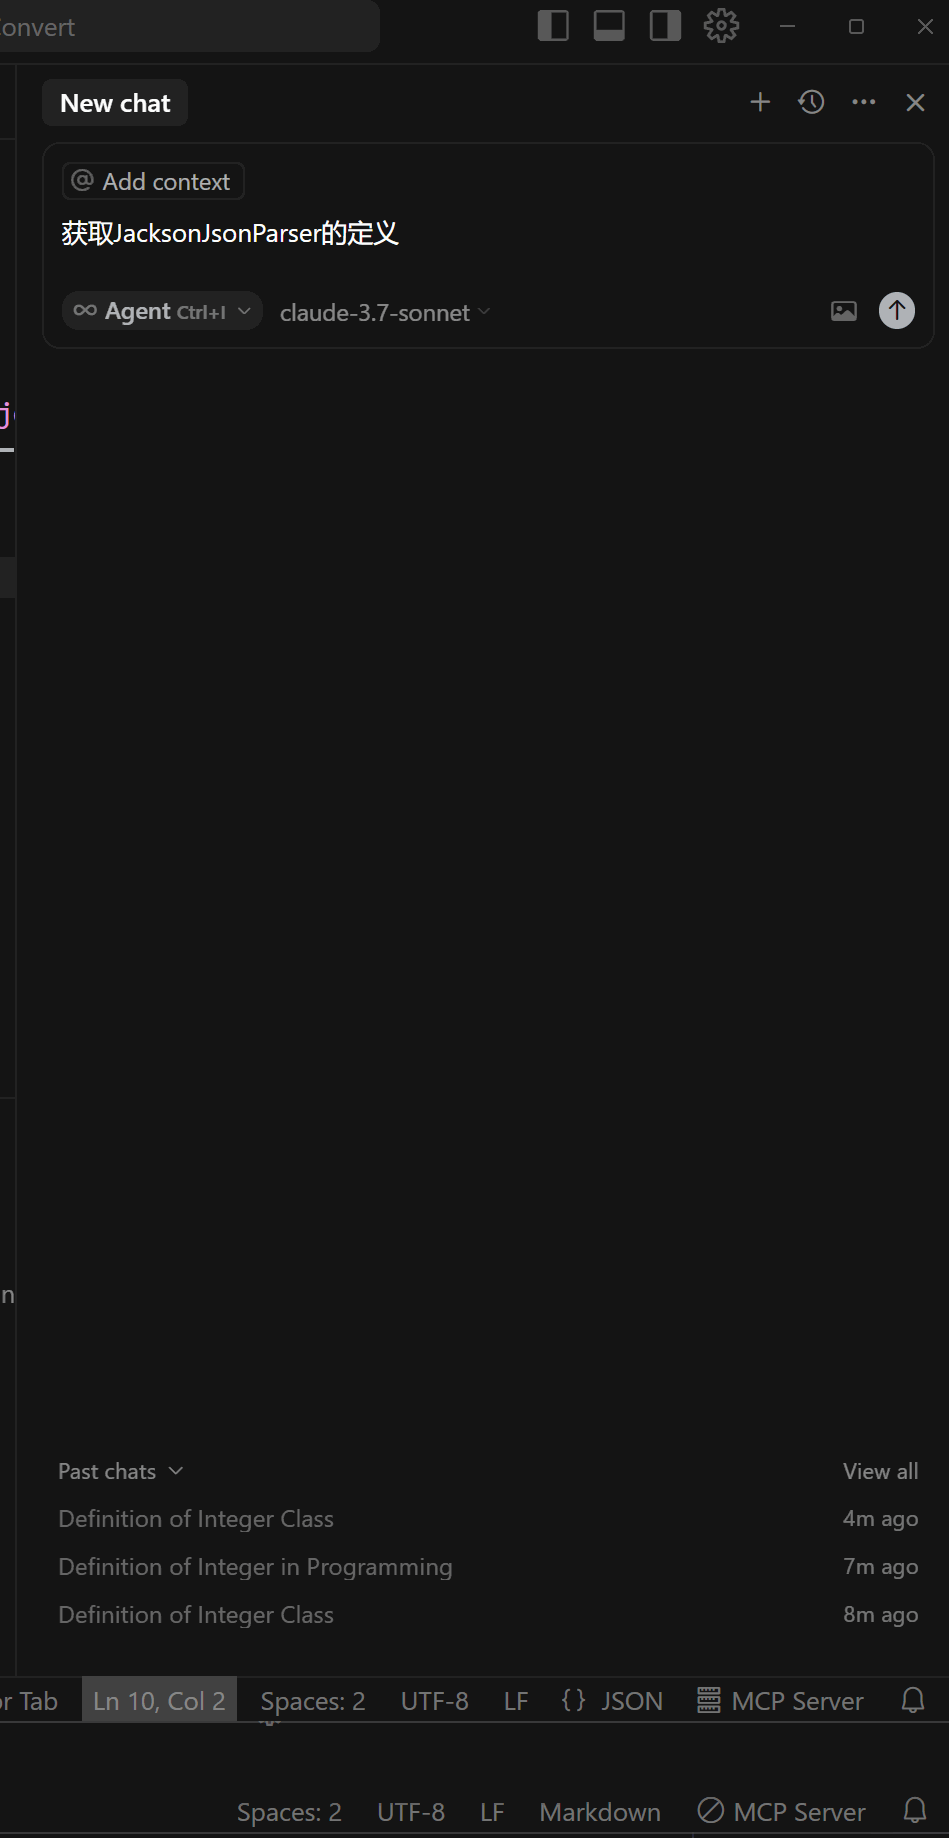 onvert
New chat
@ Add context
获取JacksonJsonParser的定义
Agent Ctrl+I
claude-3.7-sonnet
j
n
Past chats
View all
Definition of Integer Class
4m ago
Definition of Integer in Programming
7m ago
Definition of Integer Class
8m ago
or Tab
Ln 10, Col 2
Spaces: 2
UTF-8
LF
{} JSON
MCP Server
Spaces: 2
UTF-8
LF
Markdown
MCP Server